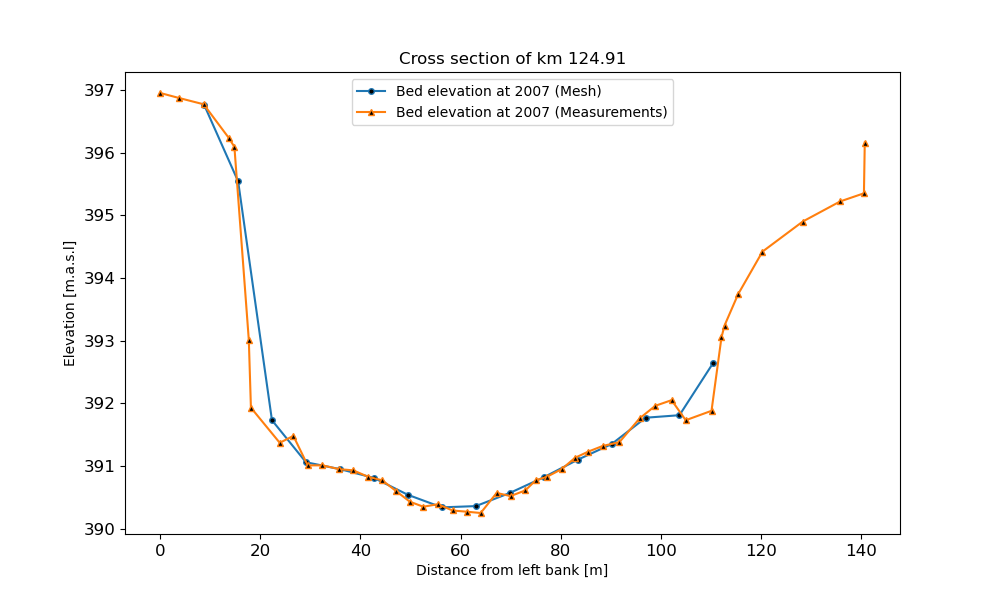 Cross section of km 124.91
Bed elevation at 2007 (Mesh)
Bed elevation at 2007 (Measurements)
397
396
395
394
393
392
391
390
Elevation [m.a.s.l]
0 20 40 60 80 100 120 140
Distance from left bank [m]